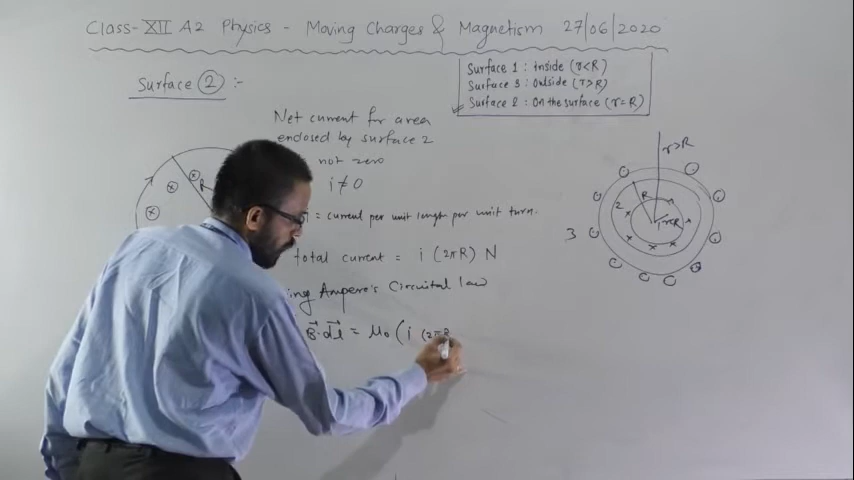 Class-XII A2 Physics - Moving Charges & Magnetism 27/06/2020
Surface 2 :-
Surface 1 : Inside (r<R)
Surface 3 : Outside (r>R)
Surface 2 : On the surface (r=R)
Net current for area
enclosed by surface 2
not zero
i≠0
= current per unit length per unit turn.
total current = i (2πR) N
Ampere's Circuital law
B⃗·dl⃗ = μ₀ (i (2πR
R
r>R
R
2
r<R
3